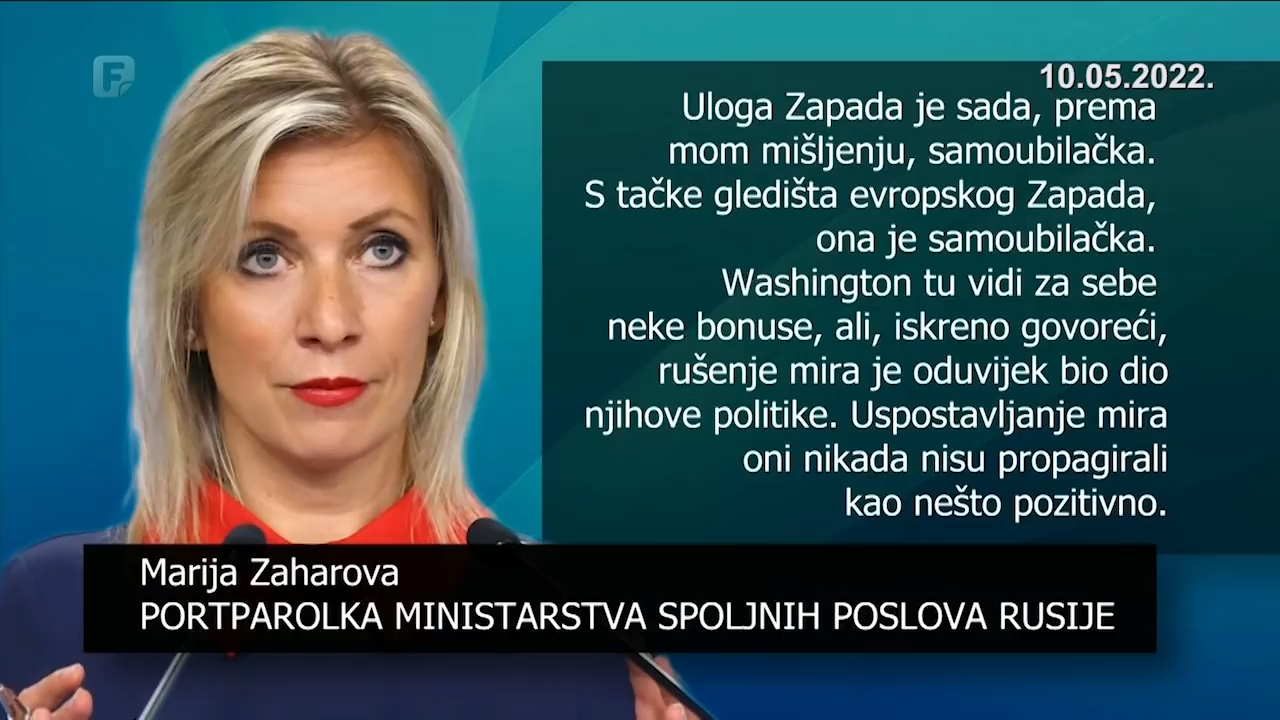 F
10.05.2022.
Uloga Zapada je sada, prema
mom mišljenju, samoubilačka.
S tačke gledišta evropskog Zapada,
ona je samoubilačka.
Washington tu vidi za sebe
neke bonuse, ali, iskreno govoreći,
rušenje mira je oduvijek bio dio
njihove politike. Uspostavljanje mira
oni nikada nisu propagirali
kao nešto pozitivno.
Marija Zaharova
PORTPAROLKA MINISTARSTVA SPOLJNIH POSLOVA RUSIJE